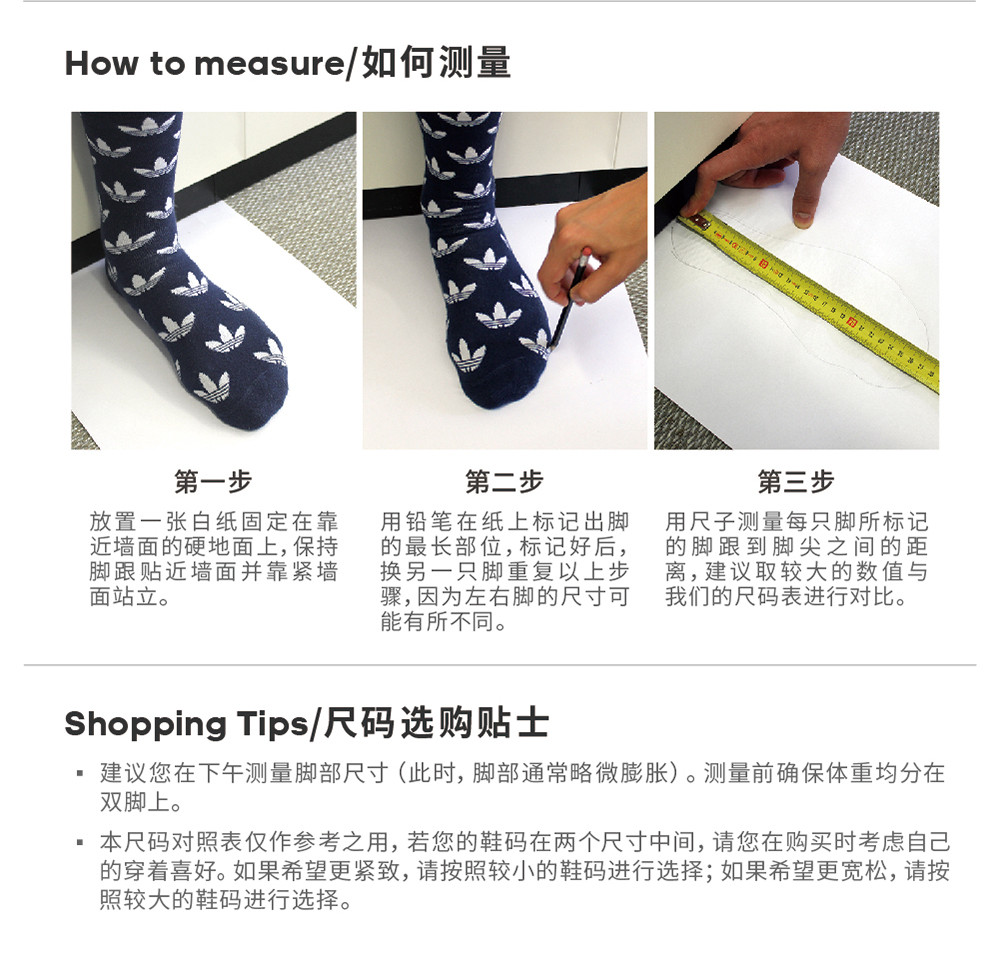 How to measure/如何测量
第一步
放置一张白纸固定在靠
近墙面的硬地面上，保持
脚跟贴近墙面并靠紧墙
面站立。
第二步
用铅笔在纸上标记出脚
的最长部位，标记好后，
换另一只脚重复以上步
骤，因为左右脚的尺寸可
能有所不同。
第三步
用尺子测量每只脚所标记
的脚跟到脚尖之间的距
离，建议取较大的数值与
我们的尺码表进行对比。
Shopping Tips/尺码选购贴士
▪ 建议您在下午测量脚部尺寸（此时，脚部通常略微膨胀）。测量前确保体重均分在
双脚上。
▪ 本尺码对照表仅作参考之用，若您的鞋码在两个尺寸中间，请您在购买时考虑自己
的穿着喜好。如果希望更紧致，请按照较小的鞋码进行选择；如果希望更宽松，请按
照较大的鞋码进行选择。